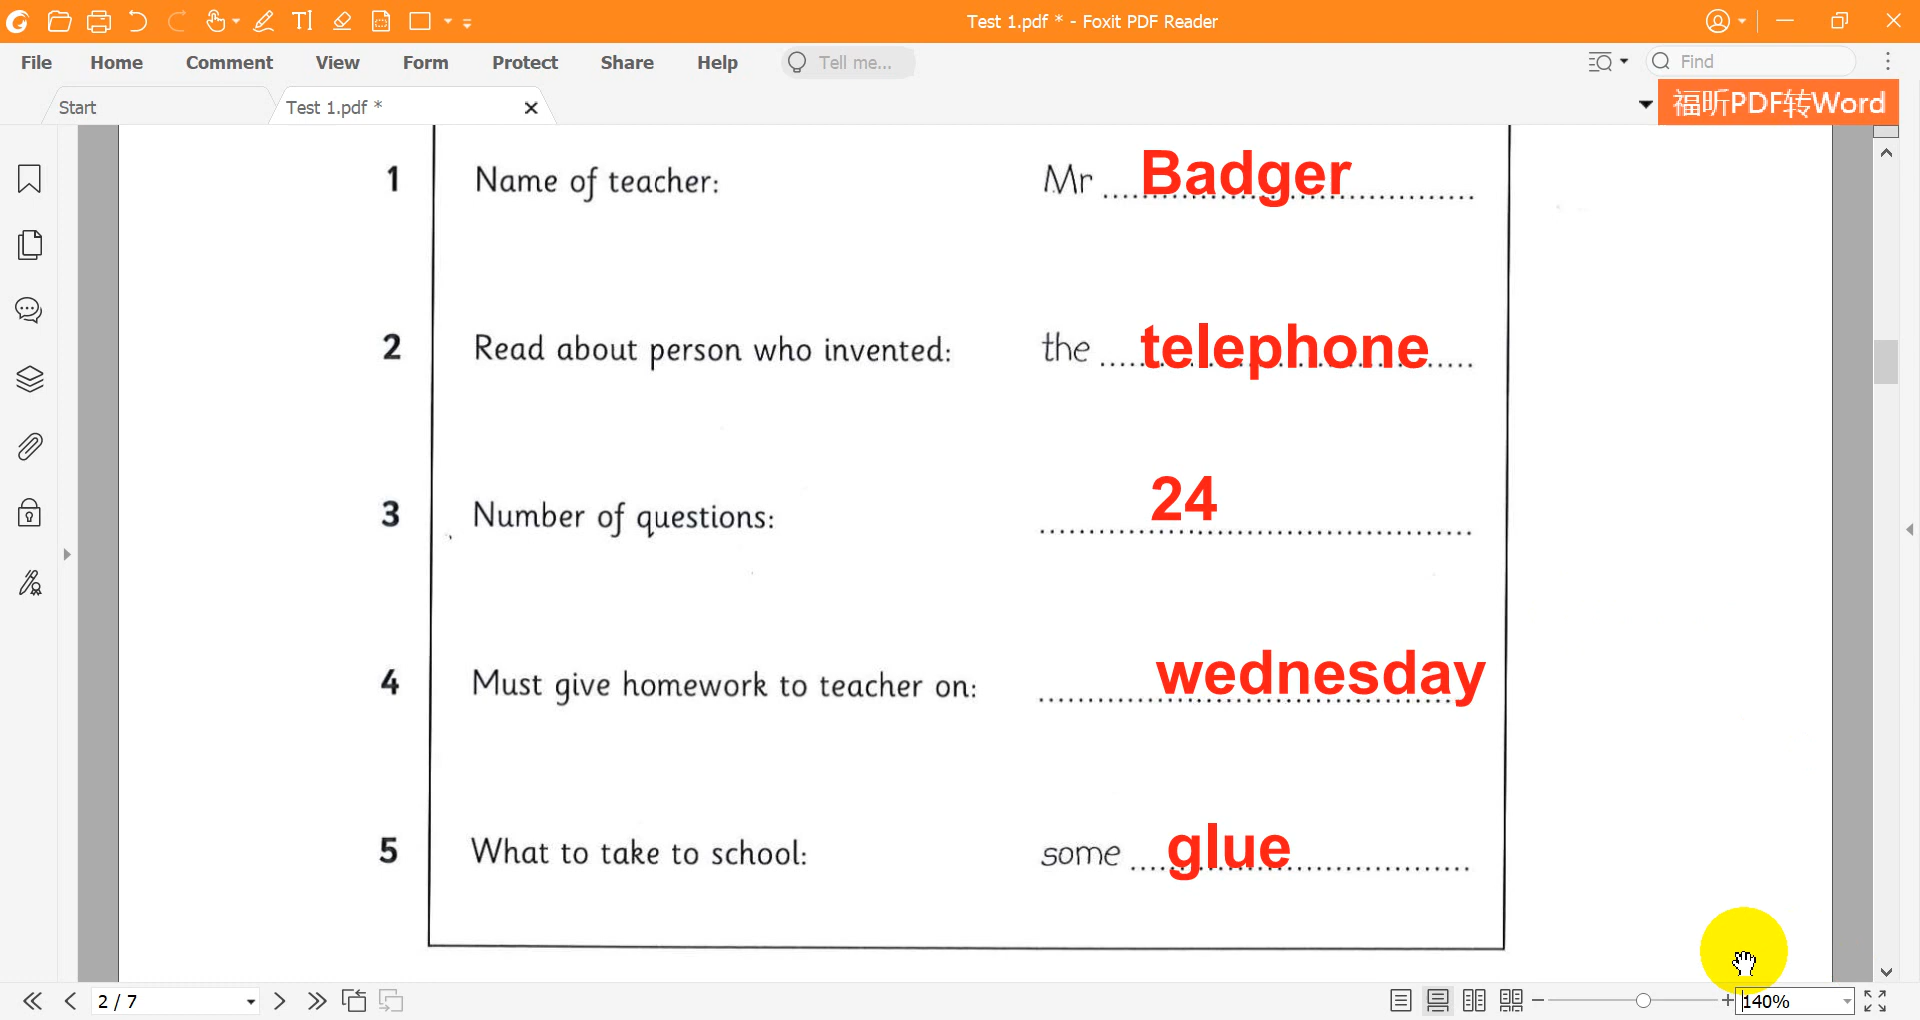 Test 1.pdf * - Foxit PDF Reader
File Home Comment View Form Protect Share Help Tell me... Find
Start Test 1.pdf * 福昕PDF转Word
1 Name of teacher: Mr Badger
2 Read about person who invented: the telephone
3 Number of questions: 24
4 Must give homework to teacher on: wednesday
5 What to take to school: some glue
2 / 7 140%